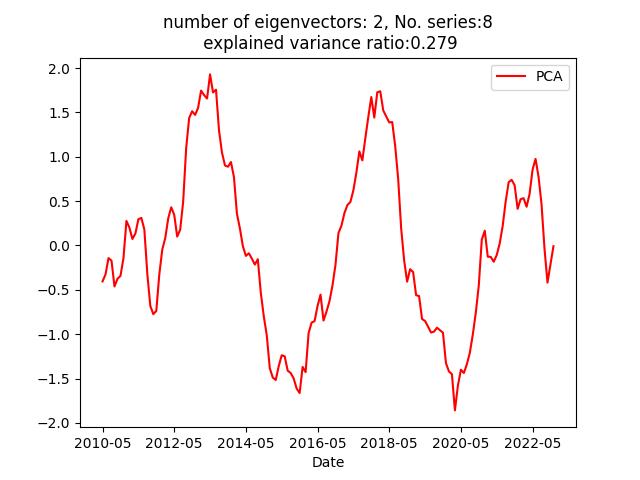 number of eigenvectors: 2, No. series:8
explained variance ratio:0.279
PCA
2.0
1.5
1.0
0.5
0.0
−0.5
−1.0
−1.5
−2.0
2010-05 2012-05 2014-05 2016-05 2018-05 2020-05 2022-05
Date